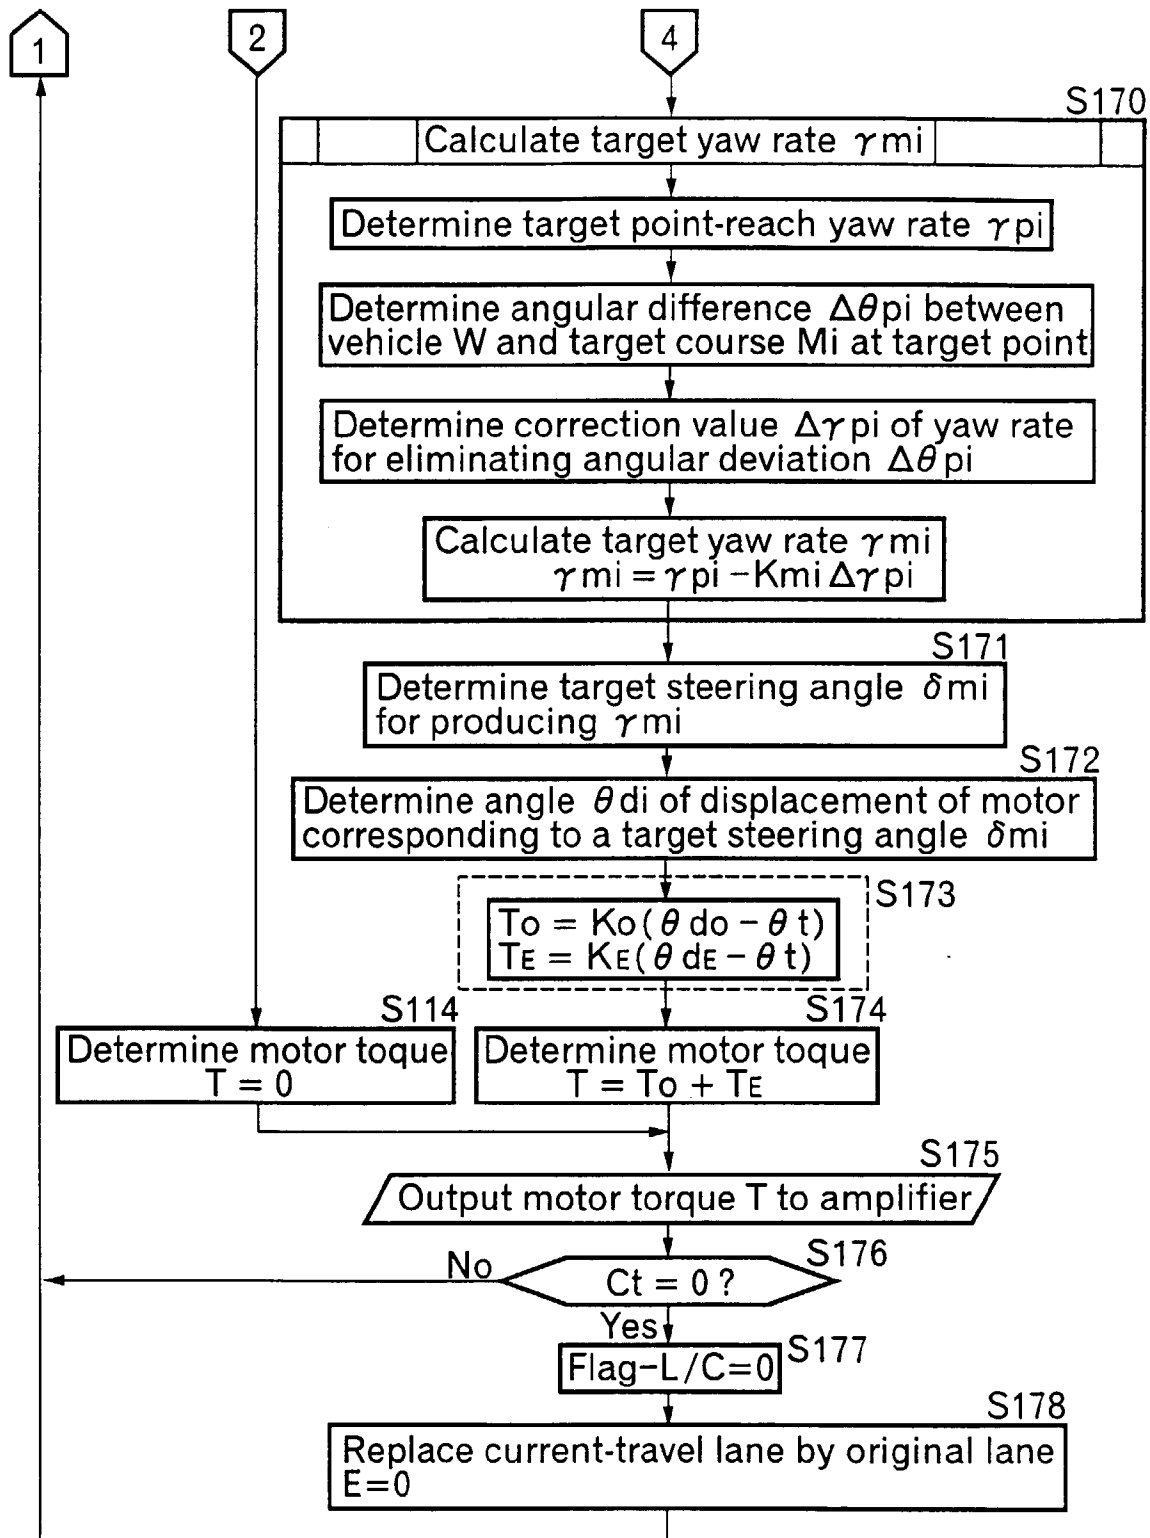 1
2
4
S170
Calculate target yaw rate γmi
Determine target point-reach yaw rate γpi
Determine angular difference Δθpi between
vehicle W and target course Mi at target point
Determine correction value Δγpi of yaw rate
for eliminating angular deviation Δθpi
Calculate target yaw rate γmi
γmi = γpi - Kmi Δγpi
S171
Determine target steering angle δmi
for producing γmi
S172
Determine angle θdi of displacement of motor
corresponding to a target steering angle δmi
S173
To = Ko(θdo - θt)
TE = KE(θdE - θt)
S114
Determine motor toque
T = 0
S174
Determine motor toque
T = To + TE
S175
Output motor torque T to amplifier
S176
Ct = 0 ?
No
Yes
S177
Flag-L/C=0
S178
Replace current-travel lane by original lane
E=0